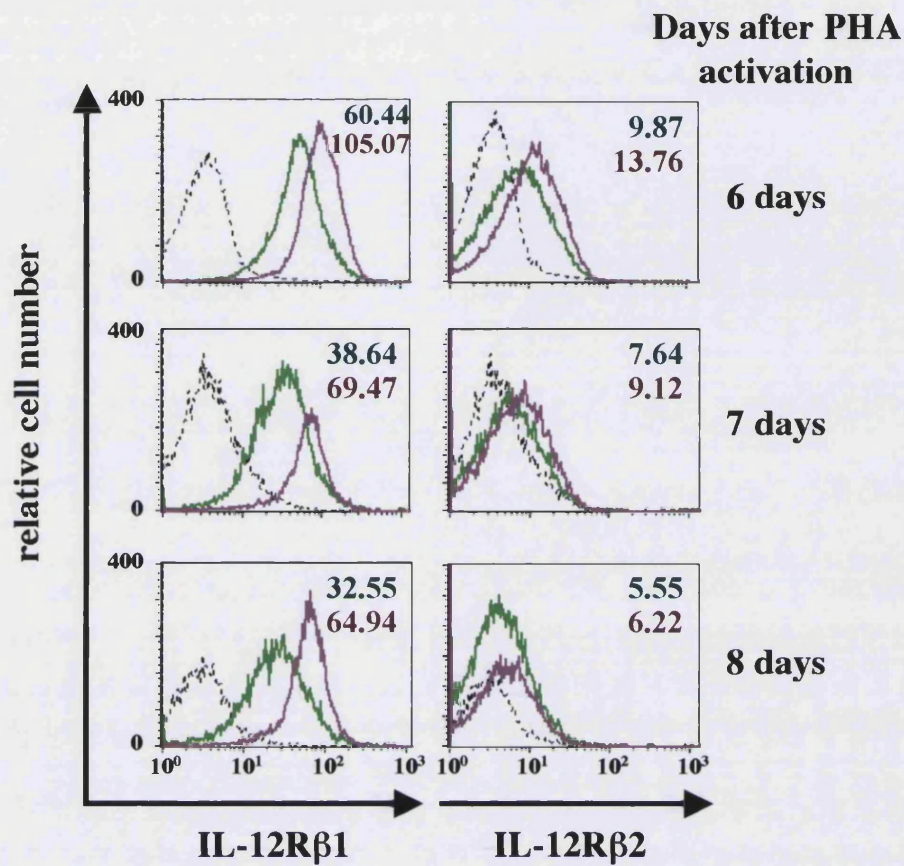 Days after PHA
activation
400
60.44
105.07
9.87
13.76
6 days
0
400
38.64
69.47
7.64
9.12
7 days
0
400
32.55
64.94
5.55
6.22
8 days
0
relative cell number
10⁰ 10¹ 10² 10³ 10⁰ 10¹ 10² 10³
IL-12Rβ1 IL-12Rβ2